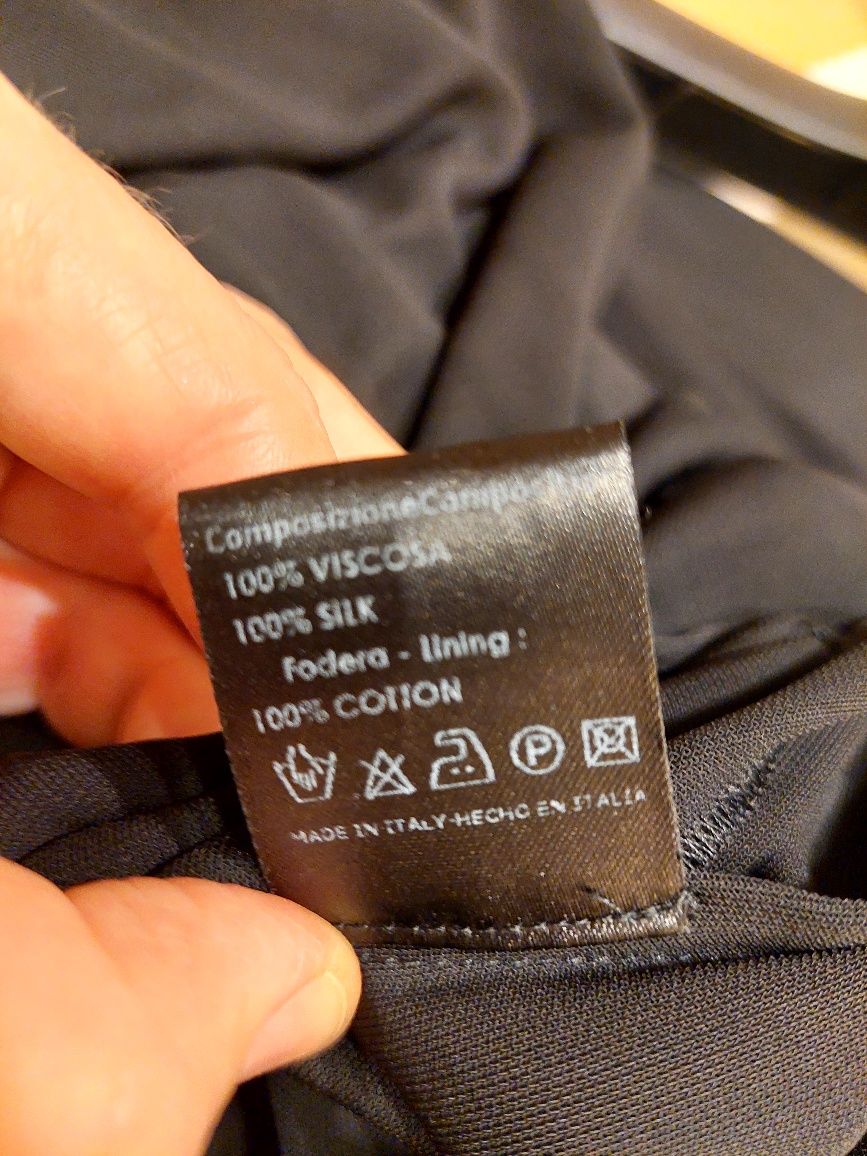 Composizione
100% VISCOSA
100% SILK
Fodera - lining :
100% COTTON
P
MADE IN ITALY-HECHO EN ITALIA